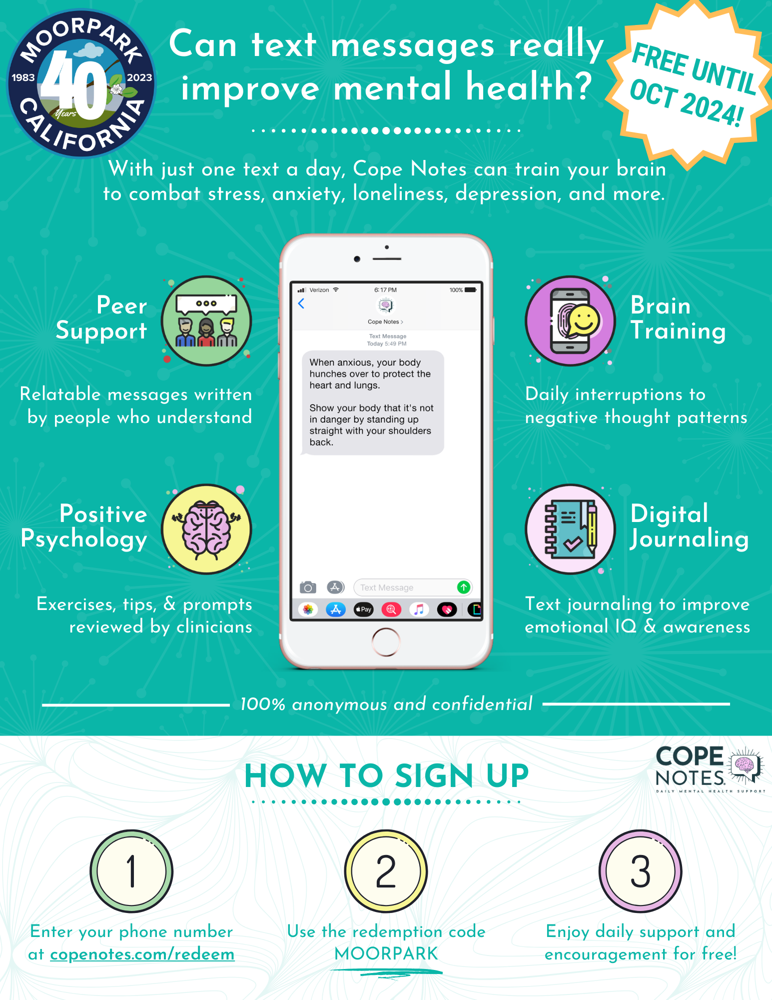 MOORPARK
1983
40
Years
2023
CALIFORNIA
Can text messages really
improve mental health?
FREE UNTIL
OCT 2024!
With just one text a day, Cope Notes can train your brain
to combat stress, anxiety, loneliness, depression, and more.
Peer
Support
Relatable messages written
by people who understand
Positive
Psychology
Exercises, tips, & prompts
reviewed by clinicians
Verizon
6:17 PM
100%
Cope Notes >
Text Message
Today 5:49 PM
When anxious, your body
hunches over to protect the
heart and lungs.
Show your body that it's not
in danger by standing up
straight with your shoulders
back.
Text Message
Pay
Brain
Training
Daily interruptions to
negative thought patterns
Digital
Journaling
Text journaling to improve
emotional IQ & awareness
100% anonymous and confidential
HOW TO SIGN UP
COPE
NOTES®
DAILY MENTAL HEALTH SUPPORT
1
Enter your phone number
at copenotes.com/redeem
2
Use the redemption code
MOORPARK
3
Enjoy daily support and
encouragement for free!